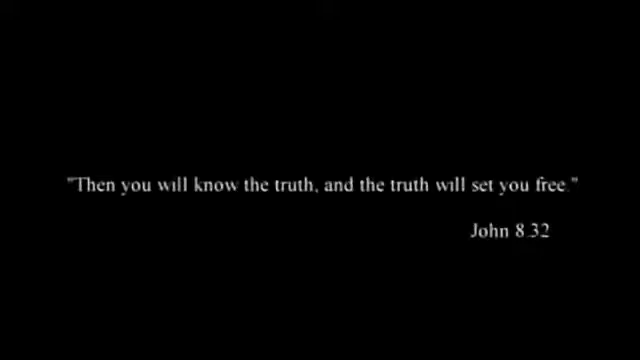 "Then you will know the truth, and the truth will set you free."
John 8.32